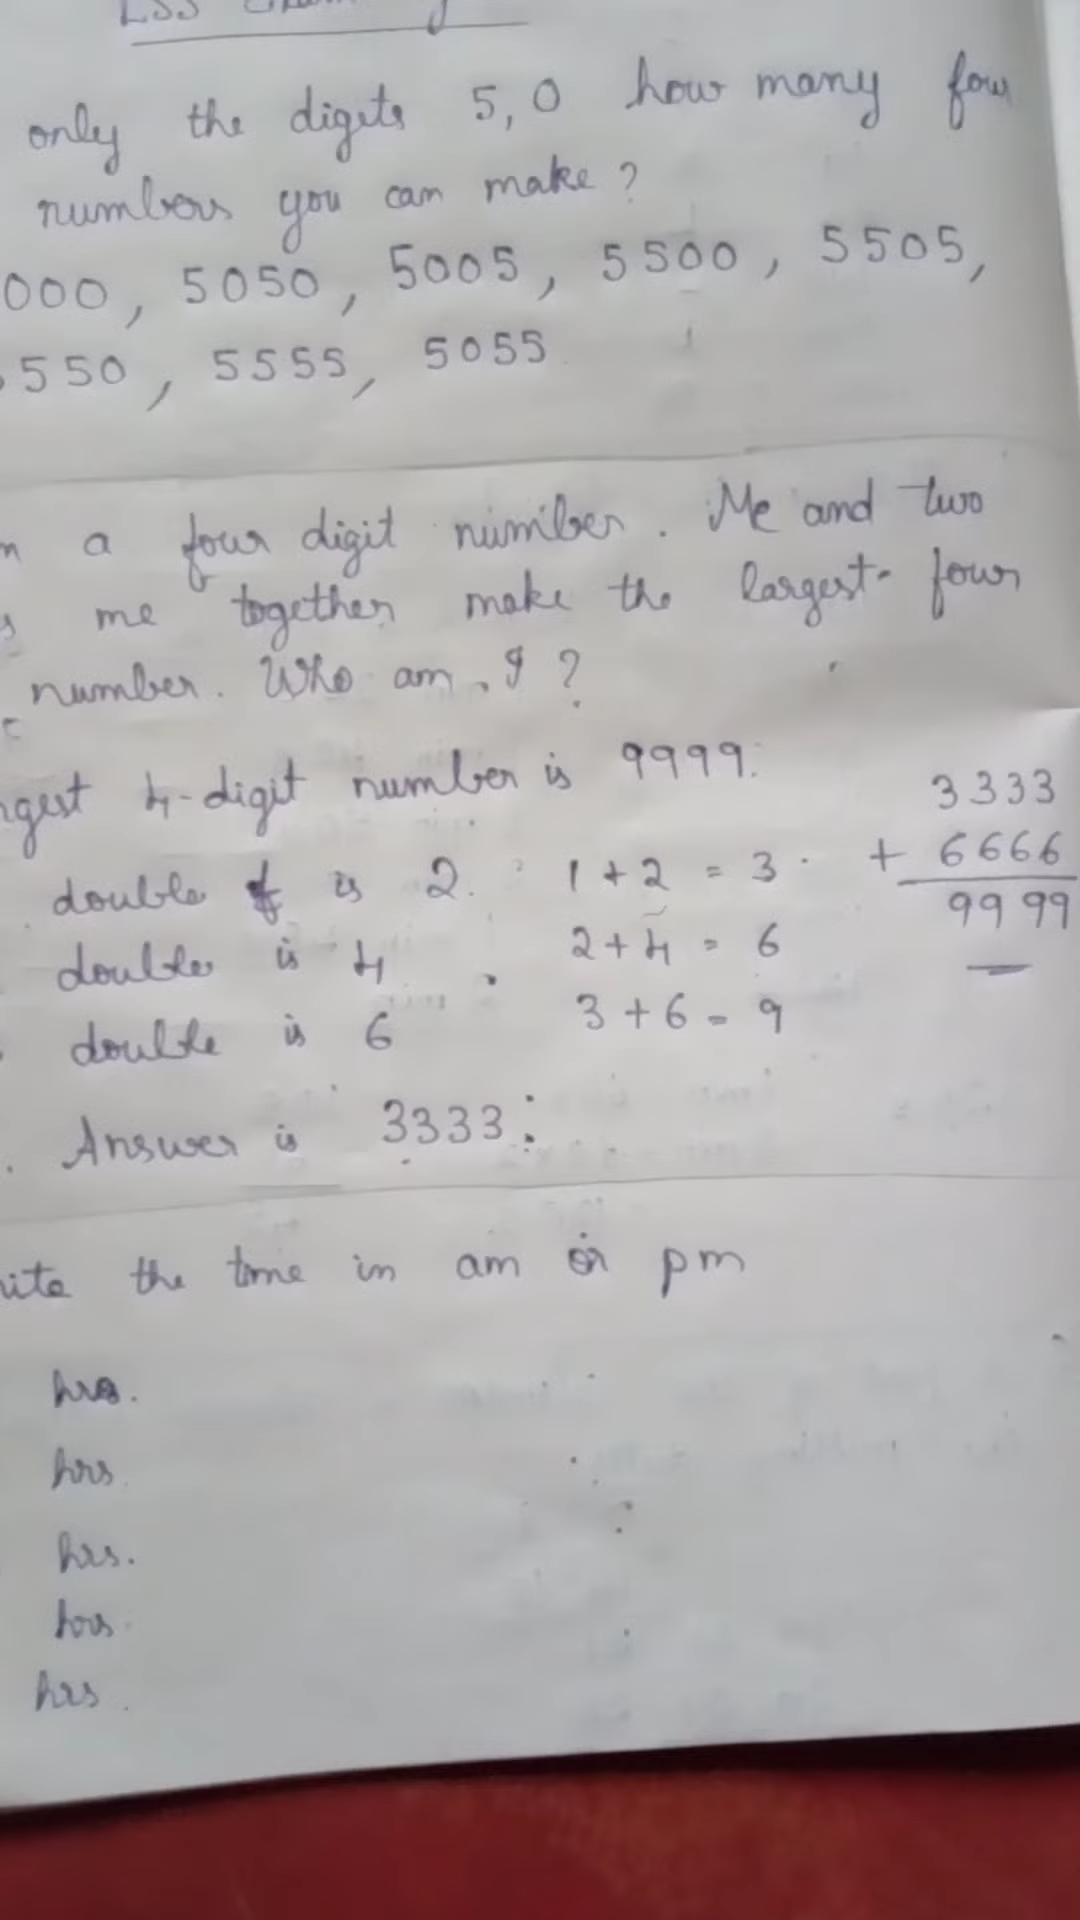 LSS
only the digits 5,0 how many four
numbers you can make?
000, 5050, 5005, 5500, 5505,
550, 5555, 5055
a four digit number. Me and two
me together make the largest four
number. Who am I?
gest 4-digit number is 9999.
3333
+ 6666
9999
double is 2. 1+2 = 3.
double is 4. 2+4 = 6
double is 6 3+6 = 9
Answer is 3333.
ite the time in am or pm
hrs.
hrs.
hrs.
hrs.
hrs.